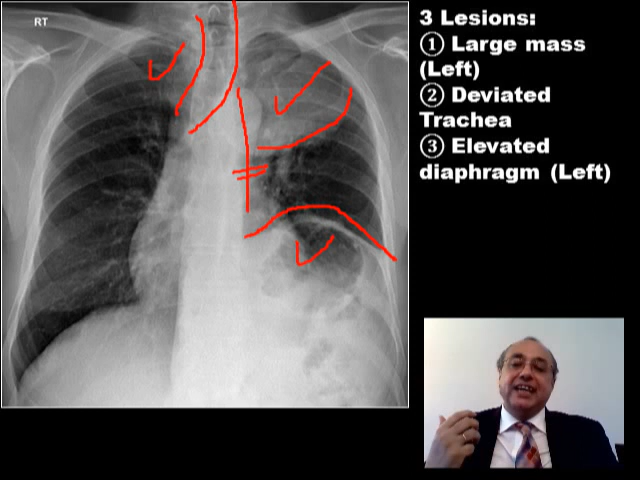 RT
3 Lesions:
① Large mass
(Left)
② Deviated
Trachea
③ Elevated
diaphragm (Left)